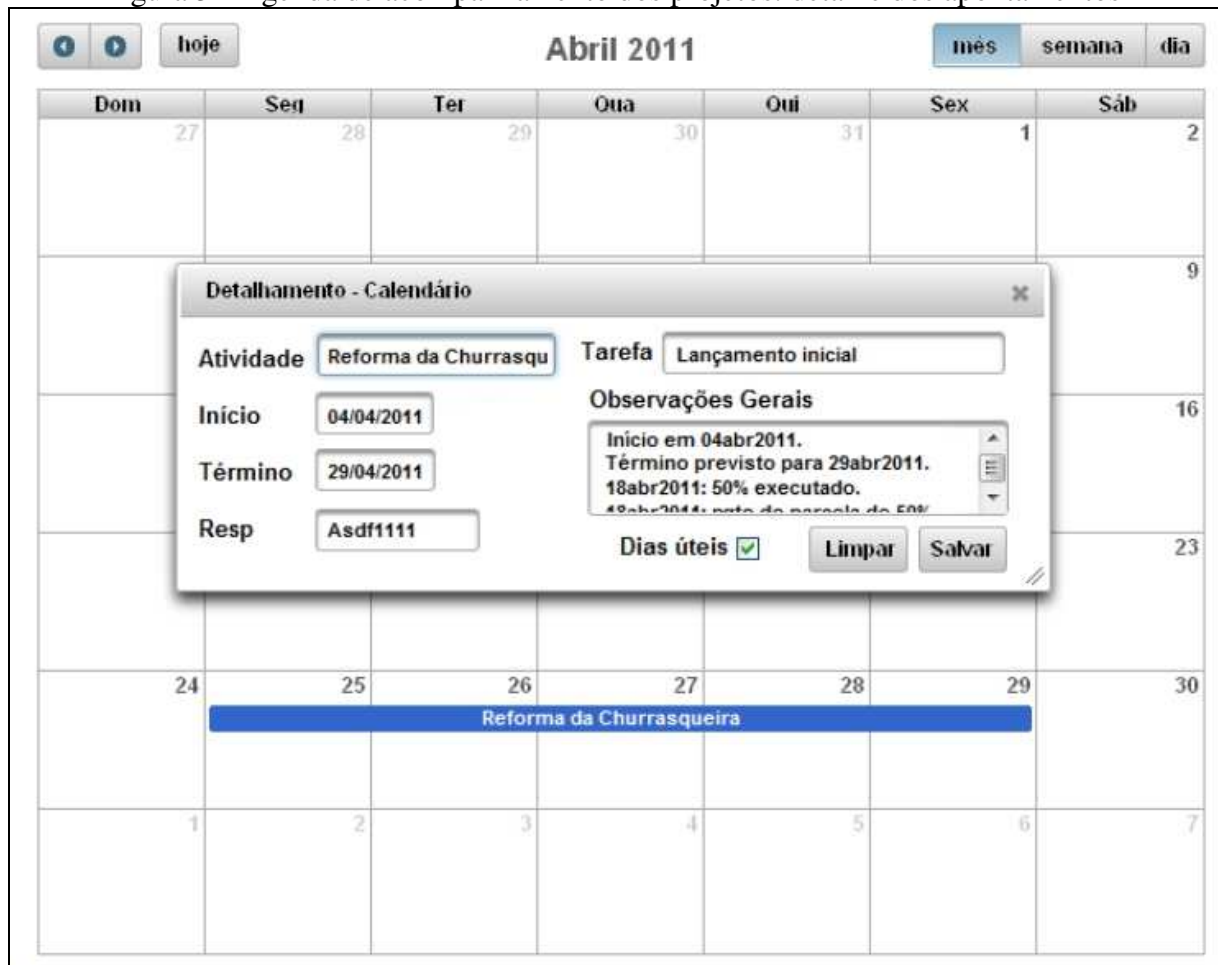 hoje Abril 2011 mês semana dia
Dom Seg Ter Qua Qui Sex Sáb
27 28 29 30 31 1 2
9
Detalhamento - Calendário
Atividade Reforma da Churrasqu Tarefa Lançamento inicial
Início 04/04/2011 Observações Gerais
16
Início em 04abr2011.
Término 29/04/2011 Término previsto para 29abr2011.
18abr2011: 50% executado.
Resp Asdf1111
Dias úteis Limpar Salvar
23
24 25 26 27 28 29 30
Reforma da Churrasqueira
1 2 3 4 5 6 7